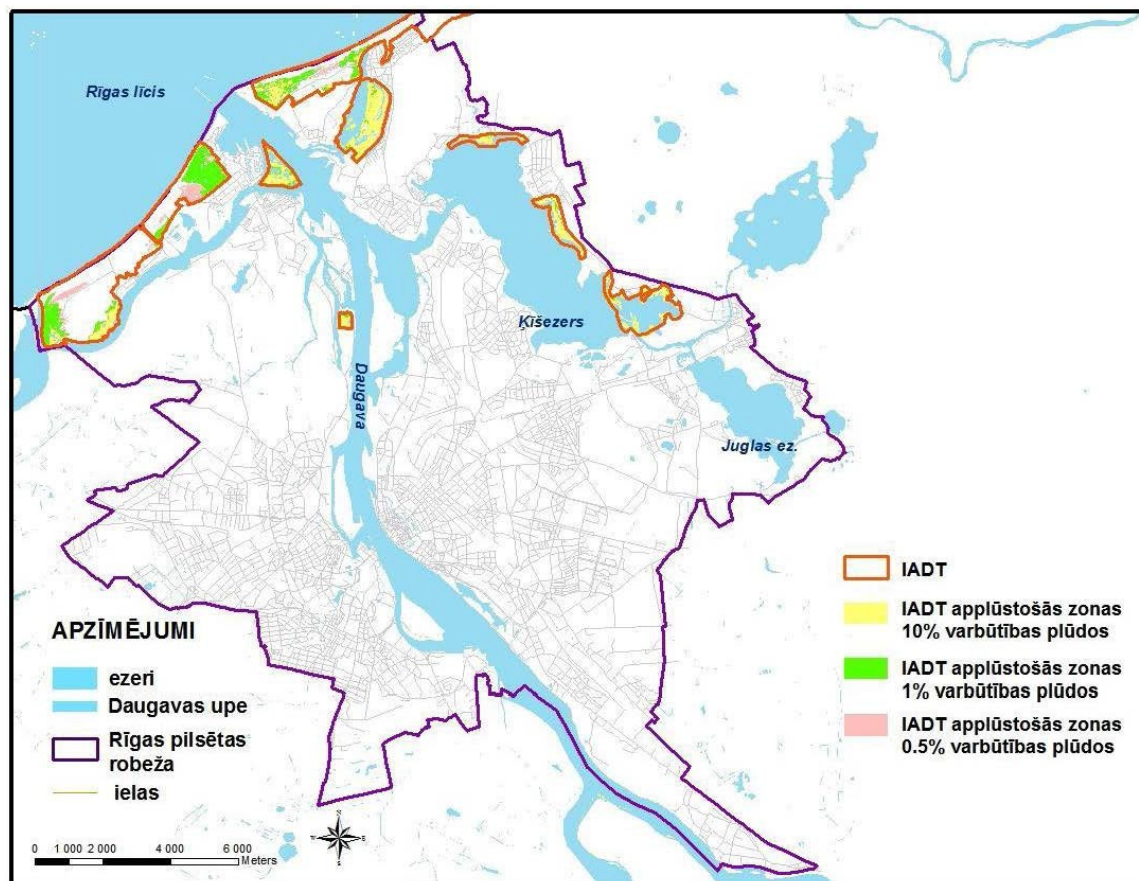 Rīgas līcis
Ķīšezers
Daugava
Juglas ez.
IADT
IADT applūstošās zonas
10% varbūtības plūdos
IADT applūstošās zonas
1% varbūtības plūdos
IADT applūstošās zonas
0.5% varbūtības plūdos
APZĪMĒJUMI
ezeri
Daugavas upe
Rīgas pilsētas
robeža
ielas
0 1 000 2 000 4 000 6 000
Meters